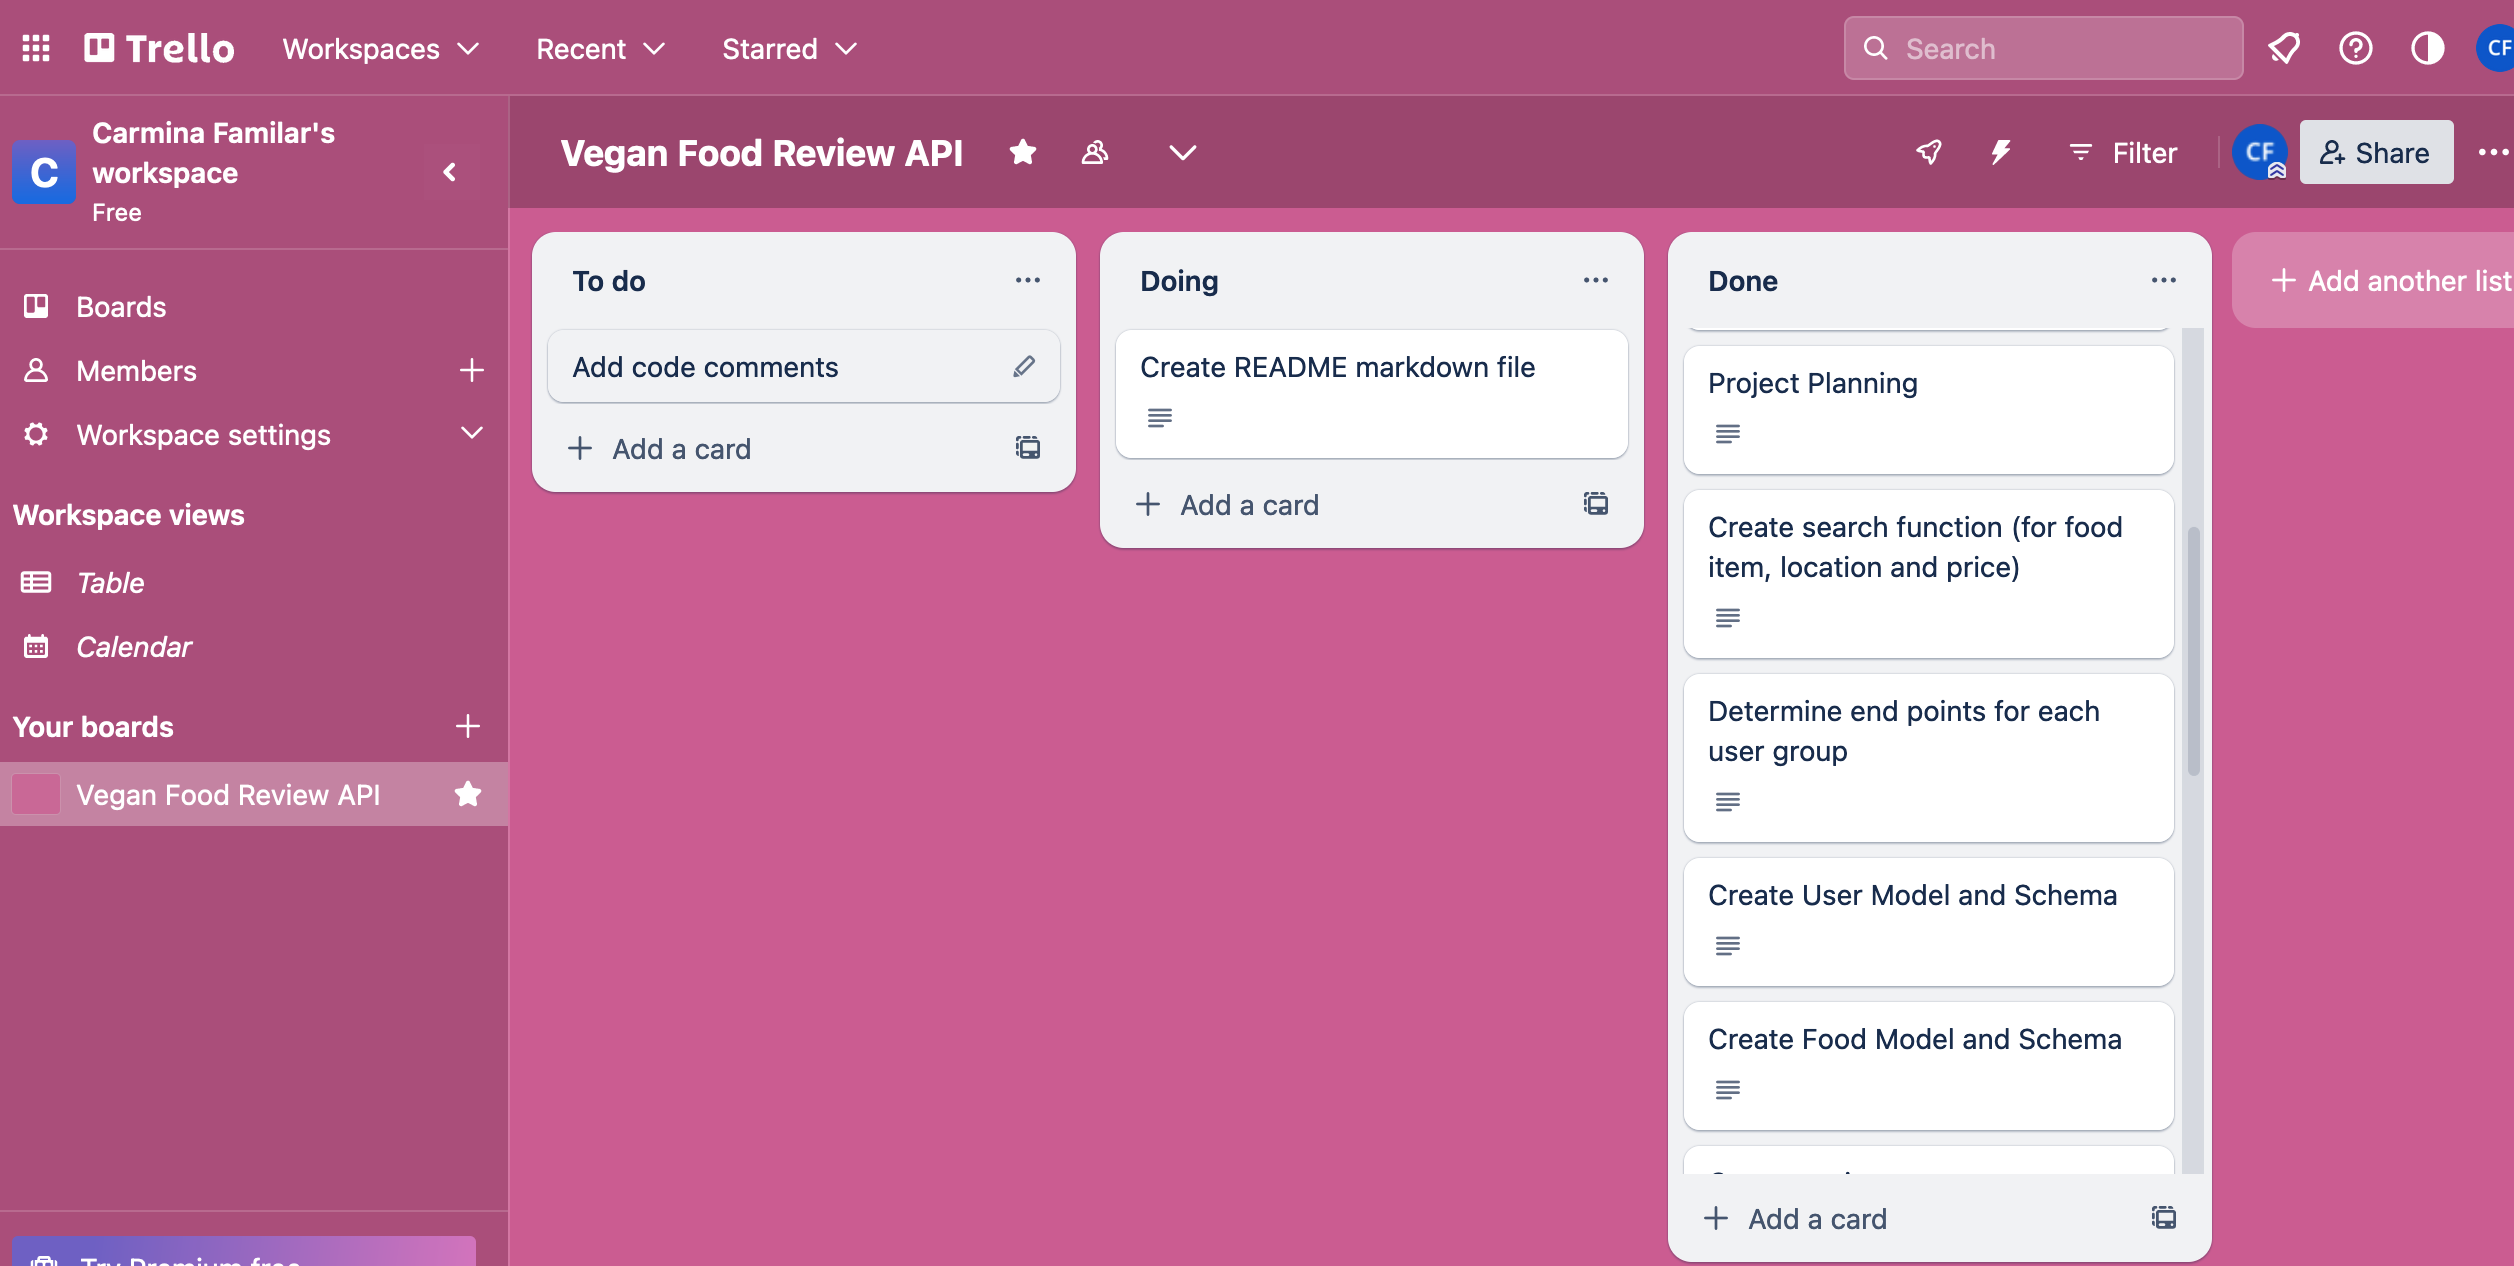 Trello
Workspaces
Recent
Starred
Search
CF
C
Carmina Familar's
workspace
Free
Vegan Food Review API
Filter
CF
Share
Boards
Members
Workspace settings
Workspace views
Table
Calendar
Your boards
Vegan Food Review API
Try Premium free
To do
Add code comments
Add a card
Doing
Create README markdown file
Add a card
Done
Project Planning
Create search function (for food
item, location and price)
Determine end points for each
user group
Create User Model and Schema
Create Food Model and Schema
Add a card
Add another list